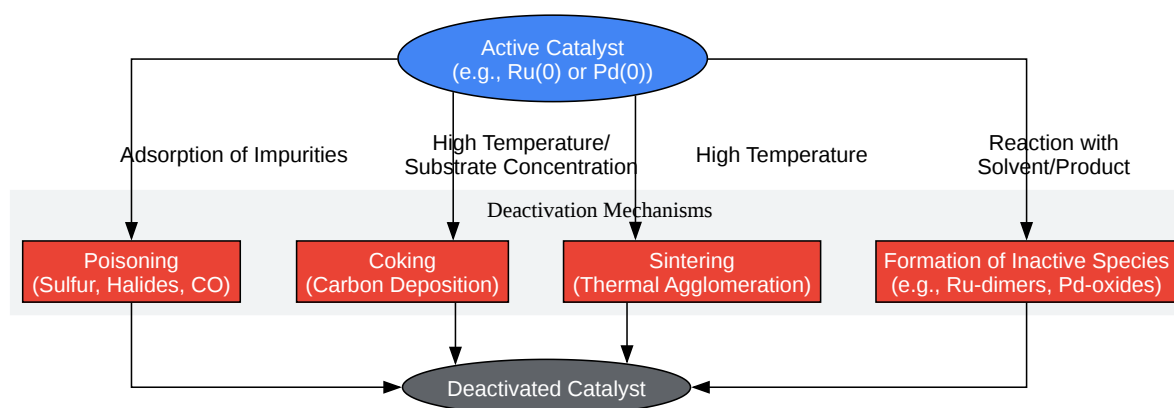 Active Catalyst
(e.g., Ru(0) or Pd(0))
Adsorption of Impurities
High Temperature/
Substrate Concentration
High Temperature
Reaction with
Solvent/Product
Deactivation Mechanisms
Poisoning
(Sulfur, Halides, CO)
Coking
(Carbon Deposition)
Sintering
(Thermal Agglomeration)
Formation of Inactive Species
(e.g., Ru-dimers, Pd-oxides)
Deactivated Catalyst